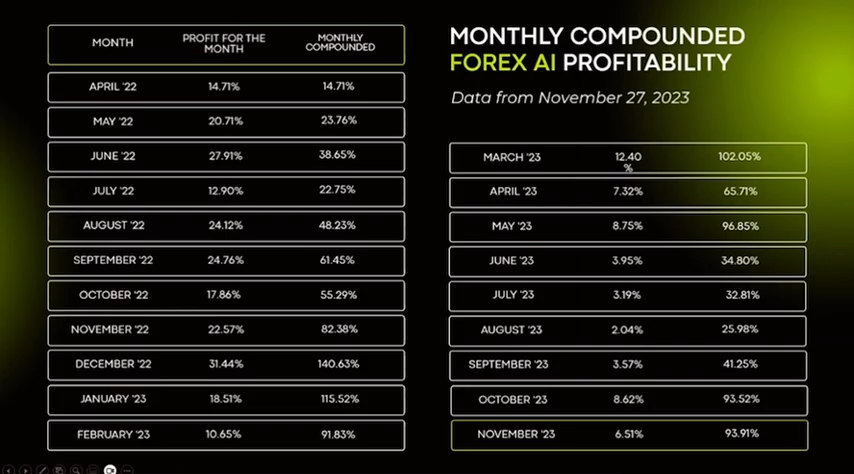 MONTH PROFIT FOR THE MONTH MONTHLY COMPOUNDED
APRIL '22 14.71% 14.71%
MAY '22 20.71% 23.76%
JUNE '22 27.91% 38.65%
JULY '22 12.90% 22.75%
AUGUST '22 24.12% 48.23%
SEPTEMBER '22 24.76% 61.45%
OCTOBER '22 17.86% 55.29%
NOVEMBER '22 22.57% 82.38%
DECEMBER '22 31.44% 140.63%
JANUARY '23 18.51% 115.52%
FEBRUARY '23 10.65% 91.83%
MONTHLY COMPOUNDED
FOREX AI PROFITABILITY
Data from November 27, 2023
MARCH '23 12.40 % 102.05%
APRIL '23 7.32% 65.71%
MAY '23 8.75% 96.85%
JUNE '23 3.95% 34.80%
JULY '23 3.19% 32.81%
AUGUST '23 2.04% 25.98%
SEPTEMBER '23 3.57% 41.25%
OCTOBER '23 8.62% 93.52%
NOVEMBER '23 6.51% 93.91%